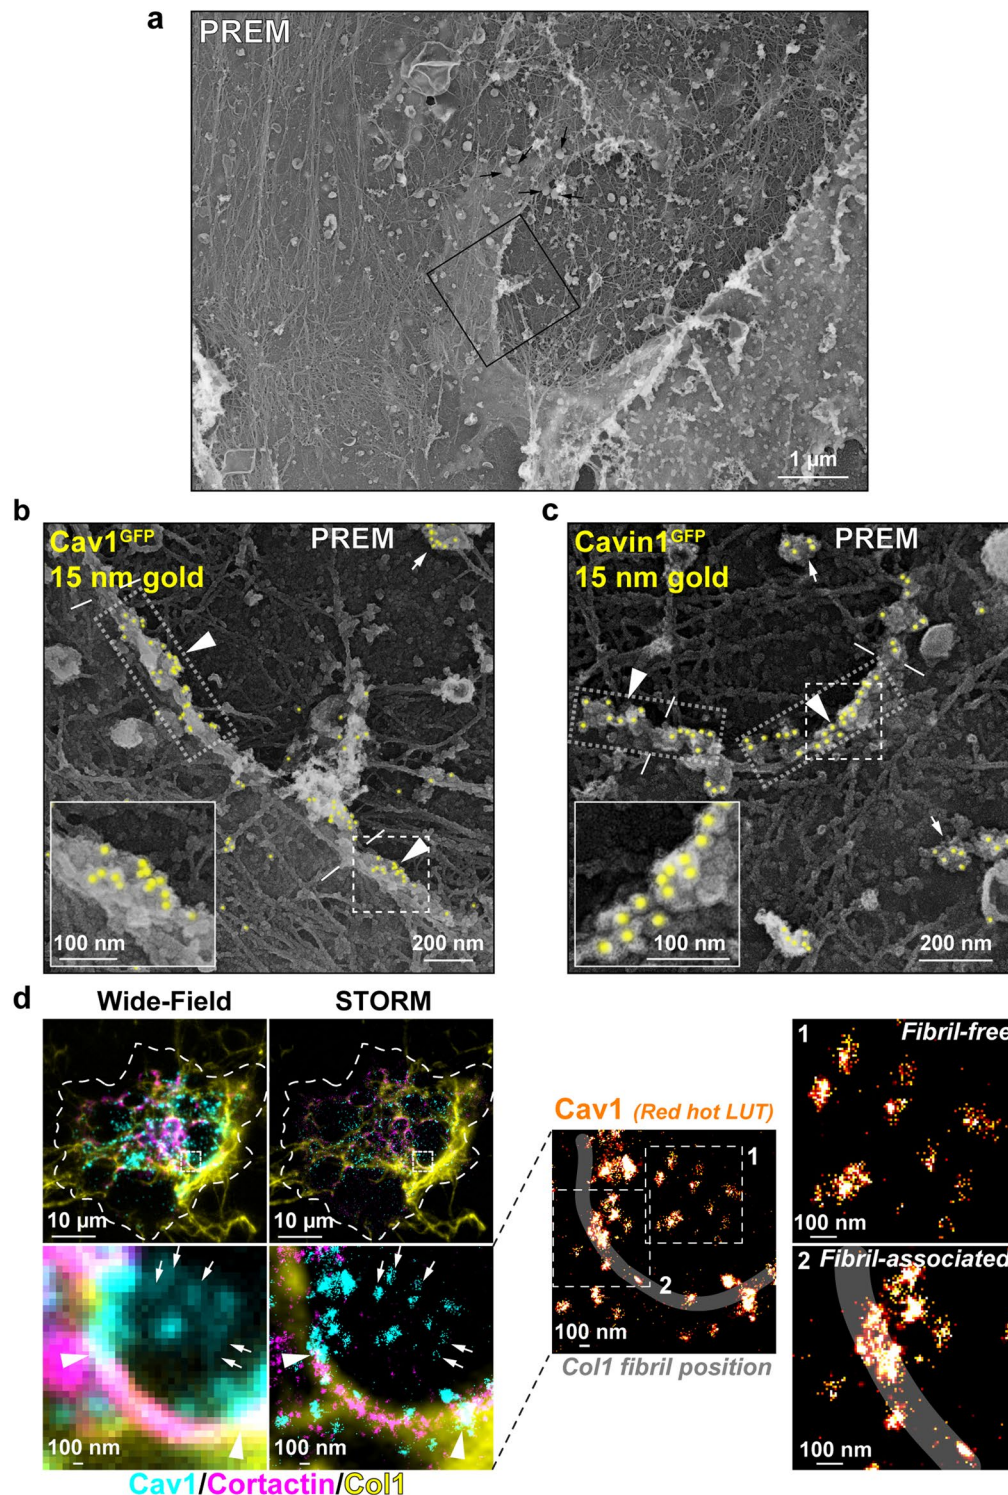 a
PREM
1 µm
b
Cav1GFP
15 nm gold
PREM
100 nm
200 nm
c
Cavin1GFP
15 nm gold
PREM
100 nm
200 nm
d
Wide-Field
STORM
10 µm
10 µm
100 nm
100 nm
Cav1/Cortactin/Col1
Cav1 (Red hot LUT)
1
2
100 nm
Col1 fibril position
1
Fibril-free
100 nm
2
Fibril-associated
100 nm